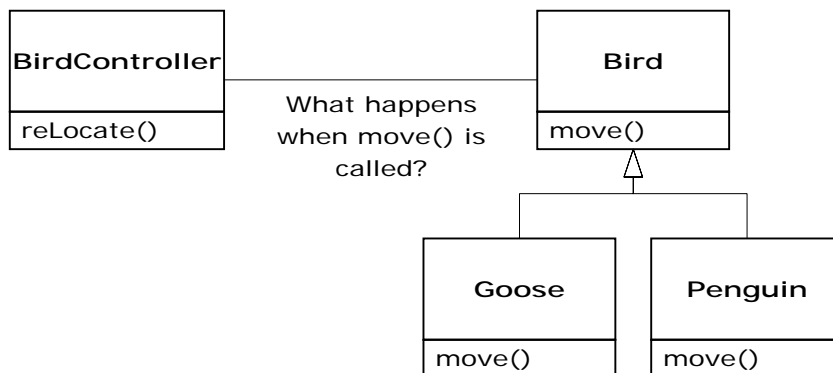 BirdController
reLocate()
What happens
when move() is
called?
Bird
move()
Goose
move()
Penguin
move()